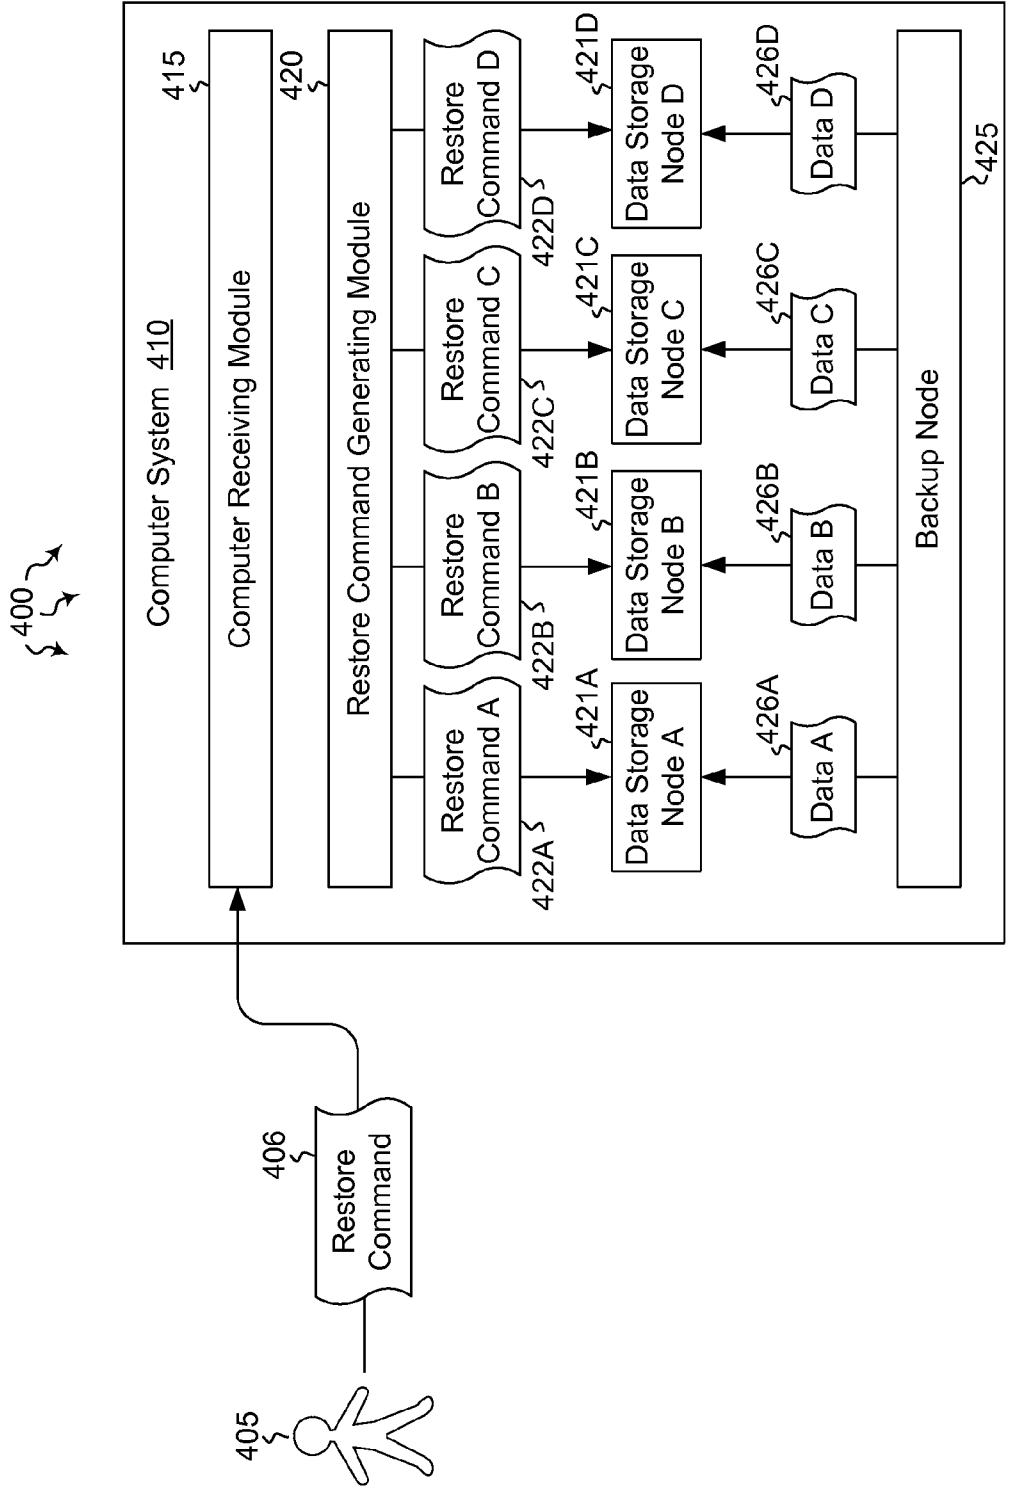 400
Computer System 410
415
Computer Receiving Module
420
Restore Command Generating Module
405
406
Restore
Command
Restore
Command A
Restore
Command B
Restore
Command C
Restore
Command D
422A
422B
422C
422D
421A
421B
421C
421D
Data Storage
Node A
Data Storage
Node B
Data Storage
Node C
Data Storage
Node D
426A
426B
426C
426D
Data A
Data B
Data C
Data D
Backup Node
425